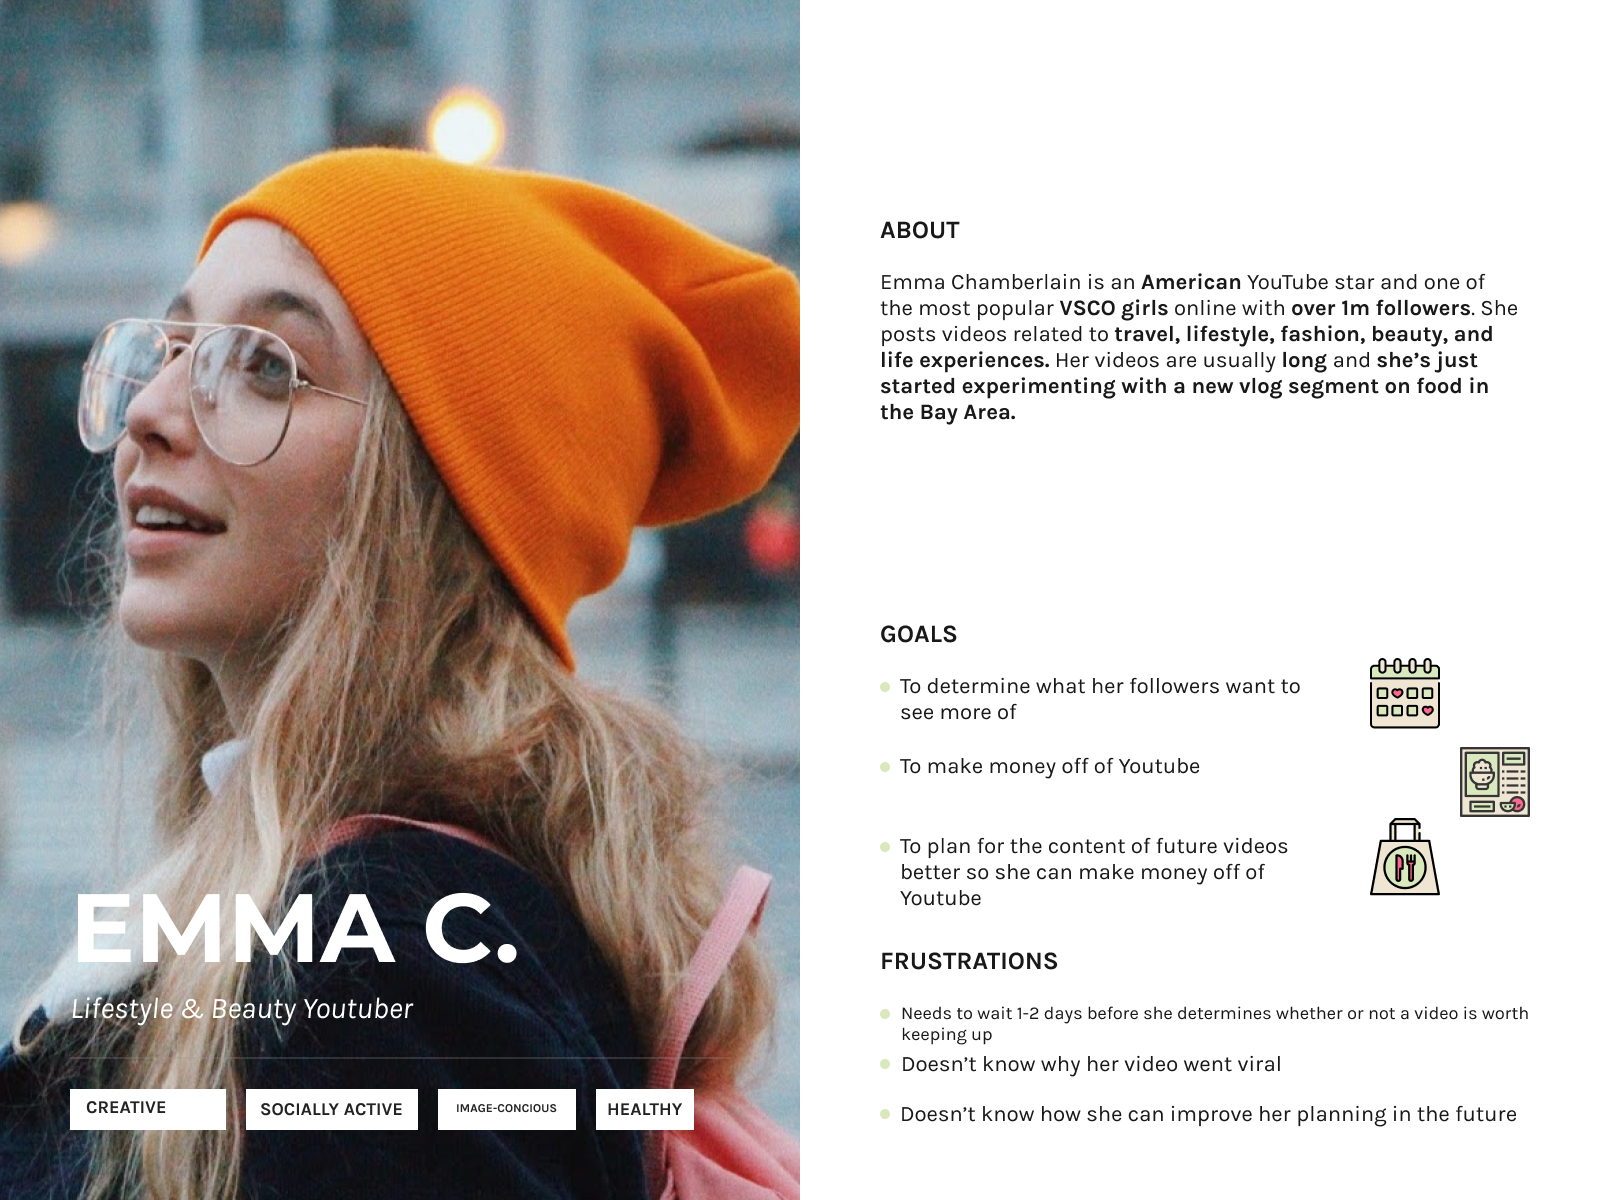 EMMA C.
Lifestyle & Beauty Youtuber
CREATIVE
SOCIALLY ACTIVE
IMAGE-CONCIOUS
HEALTHY
ABOUT
Emma Chamberlain is an American YouTube star and one of
the most popular VSCO girls online with over 1m followers. She
posts videos related to travel, lifestyle, fashion, beauty, and
life experiences. Her videos are usually long and she’s just
started experimenting with a new vlog segment on food in
the Bay Area.
GOALS
To determine what her followers want to
see more of
To make money off of Youtube
To plan for the content of future videos
better so she can make money off of
Youtube
FRUSTRATIONS
Needs to wait 1-2 days before she determines whether or not a video is worth
keeping up
Doesn’t know why her video went viral
Doesn’t know how she can improve her planning in the future